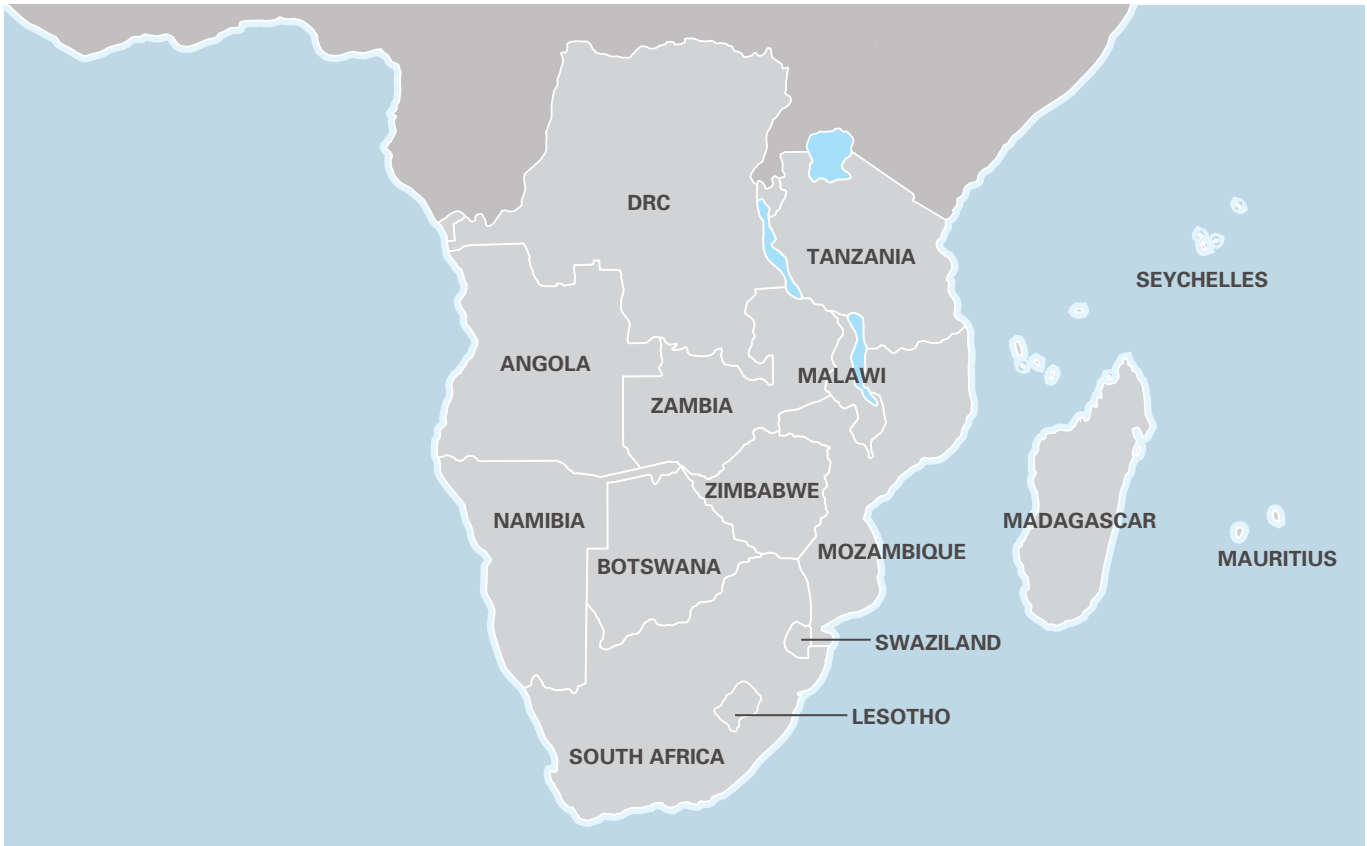 DRC
TANZANIA
SEYCHELLES
ANGOLA
MALAWI
ZAMBIA
ZIMBABWE
NAMIBIA
MADAGASCAR
MOZAMBIQUE
MAURITIUS
BOTSWANA
SWAZILAND
LESOTHO
SOUTH AFRICA